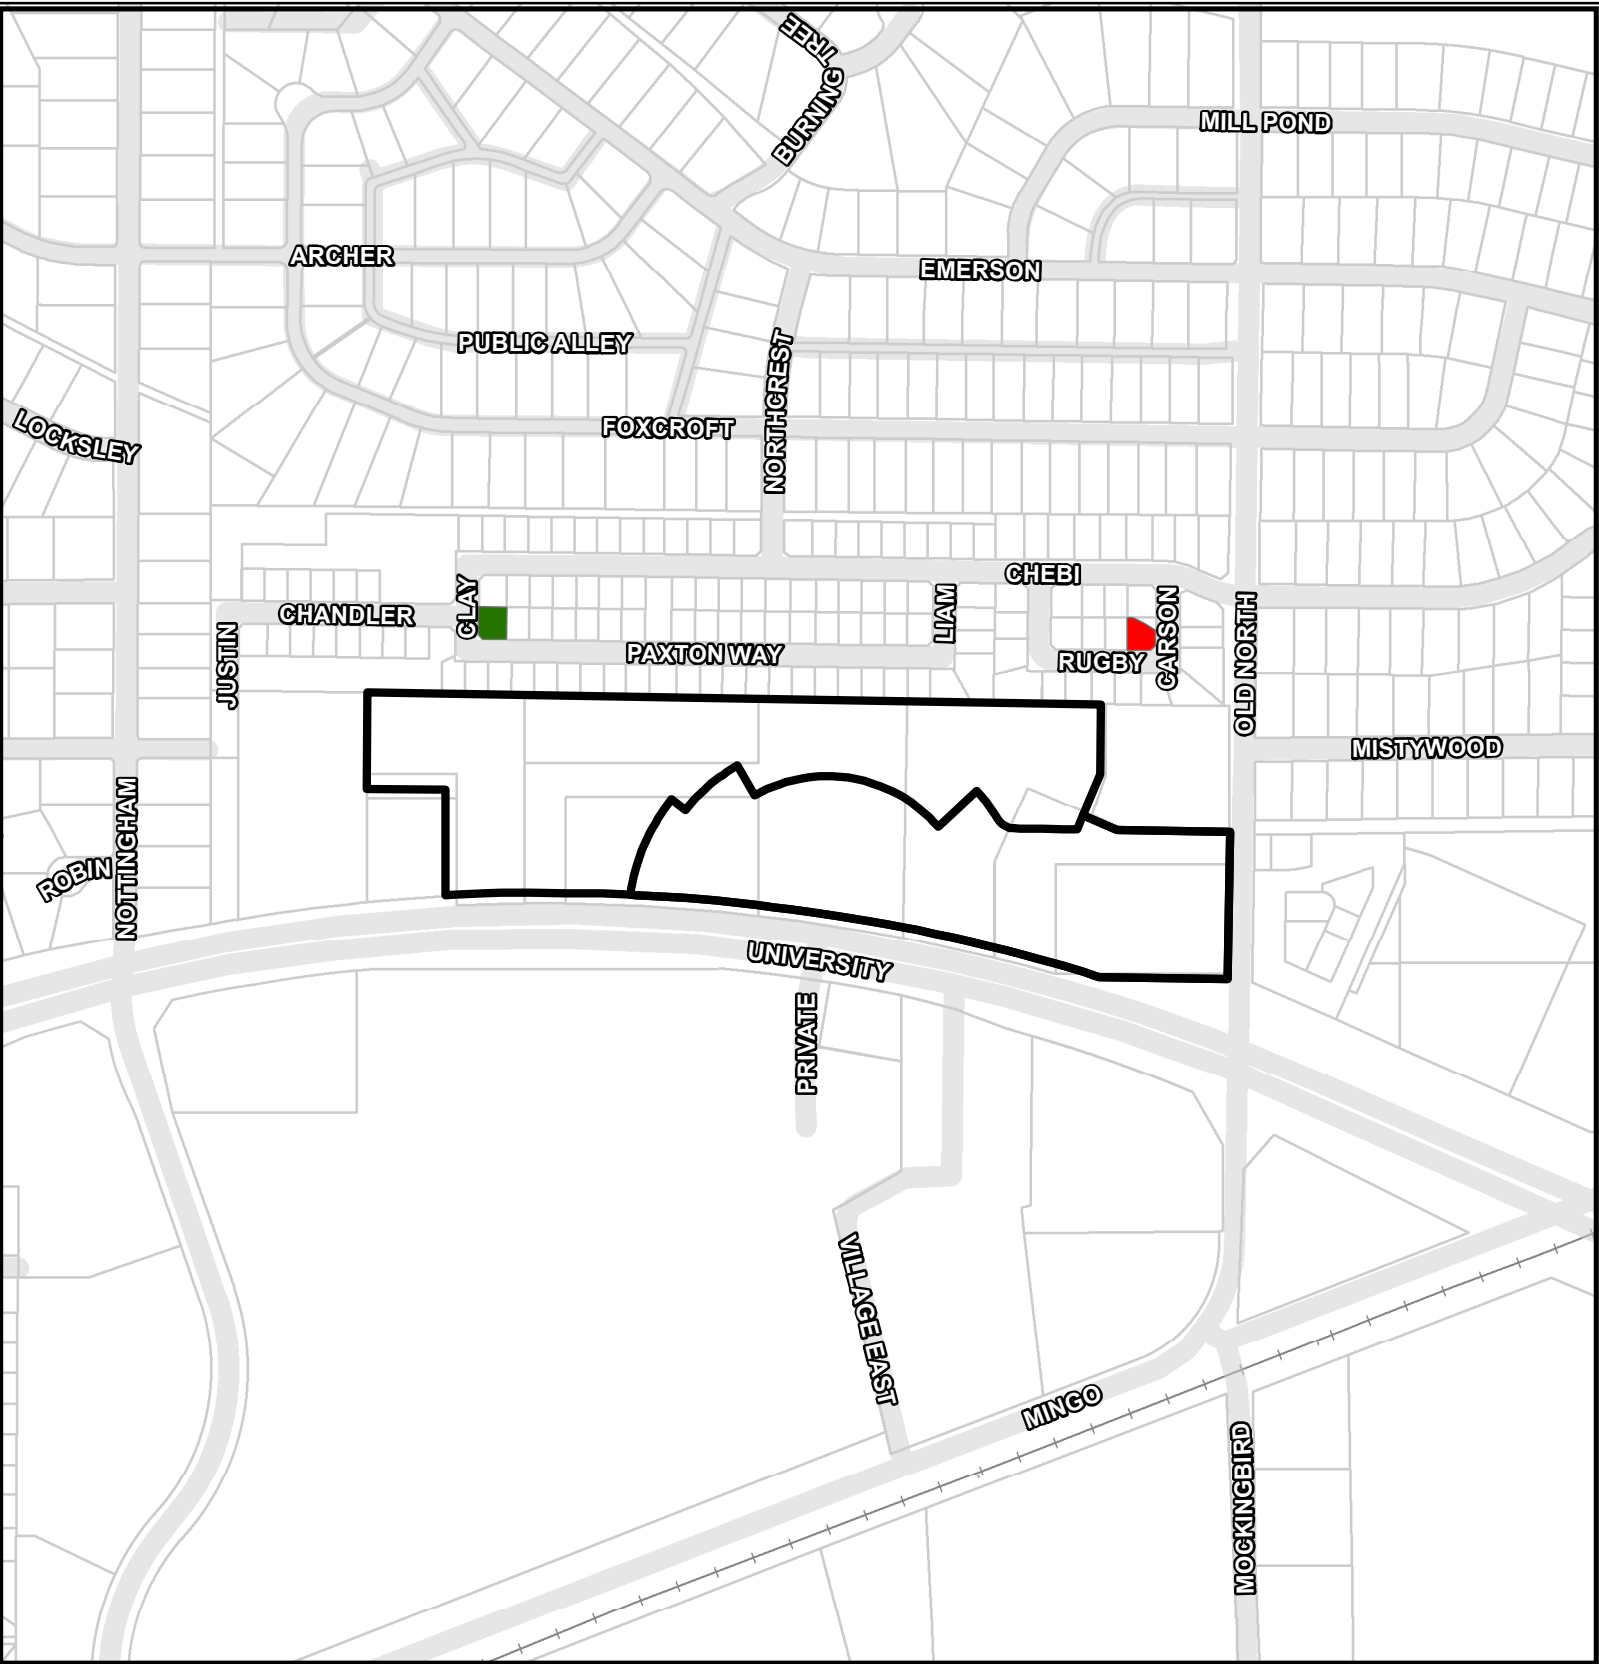 TREE
BURNING
MILL POND
ARCHER
EMERSON
PUBLIC ALLEY
NORTHCREST
FOXCROFT
LOCKSLEY
CHEBI
CLAY
CHANDLER
LIAM
CARSON
JUSTIN
PAXTON WAY
RUGBY
OLD NORTH
MISTYWOOD
NOTTINGHAM
ROBIN
UNIVERSITY
PRIVATE
VILLAGE EAST
MINGO
MOCKINGBIRD